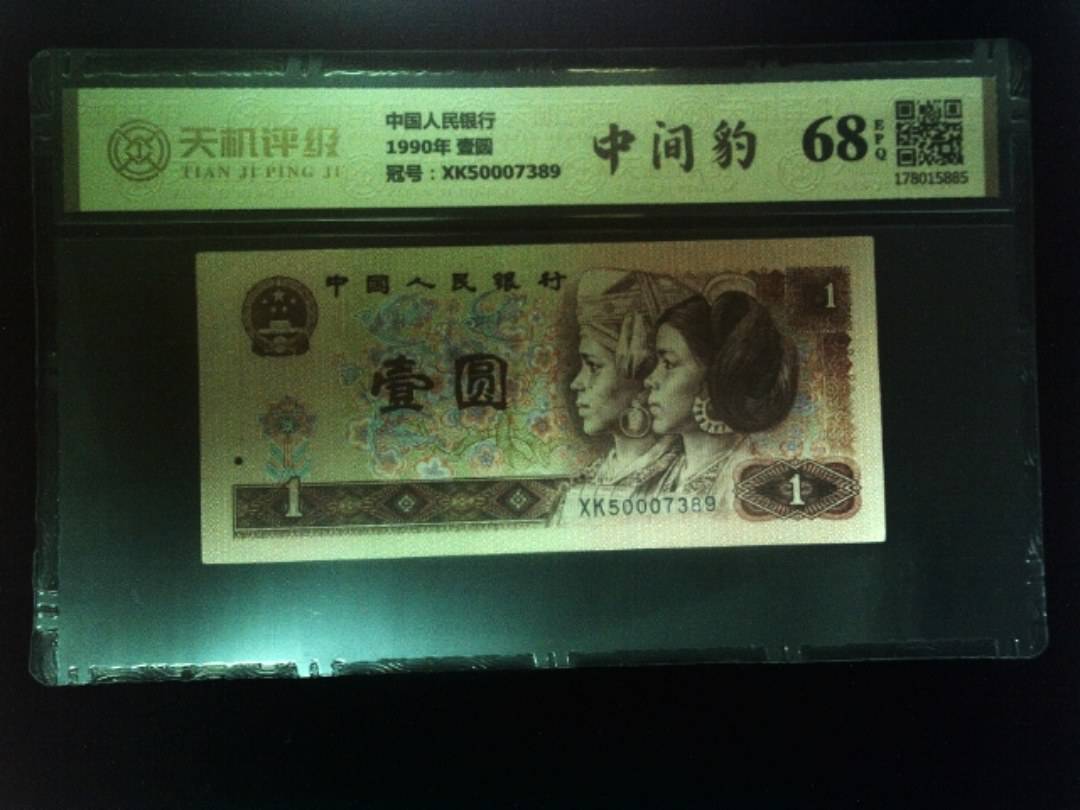 天机评级
TIAN JI PING JI
中国人民银行
1990年 壹圆
冠号：XK50007389
中间豹
68
EPQ
178015885
中国人民银行
1
壹圆
1
XK50007389
1